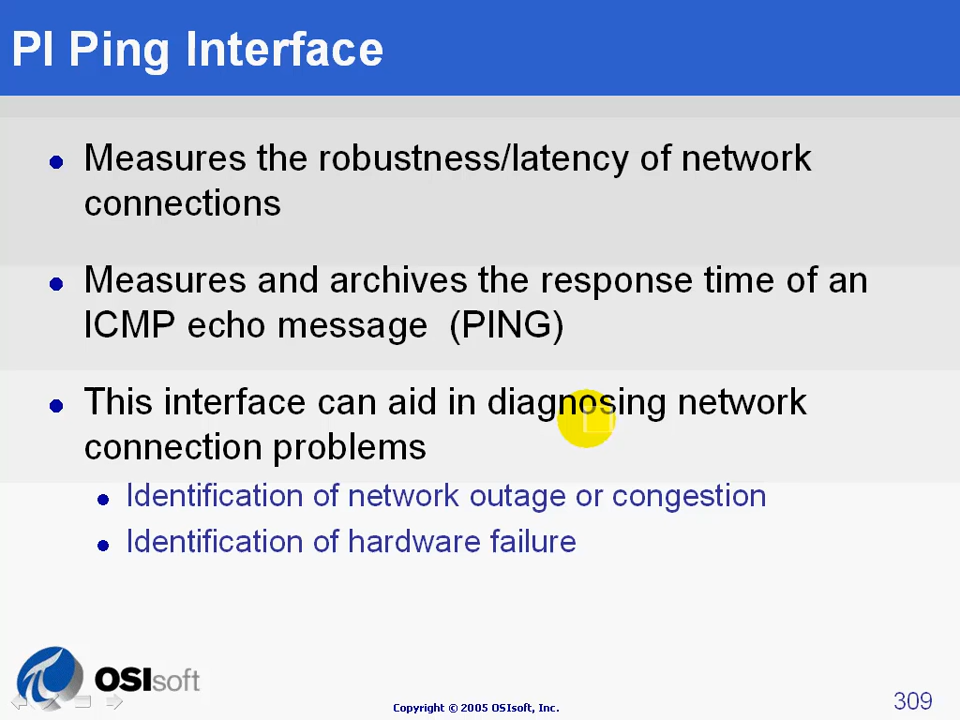 PI Ping Interface
Measures the robustness/latency of network
connections
Measures and archives the response time of an
ICMP echo message (PING)
This interface can aid in diagnosing network
connection problems
Identification of network outage or congestion
Identification of hardware failure
OSIsoft
Copyright © 2005 OSIsoft, Inc.
309